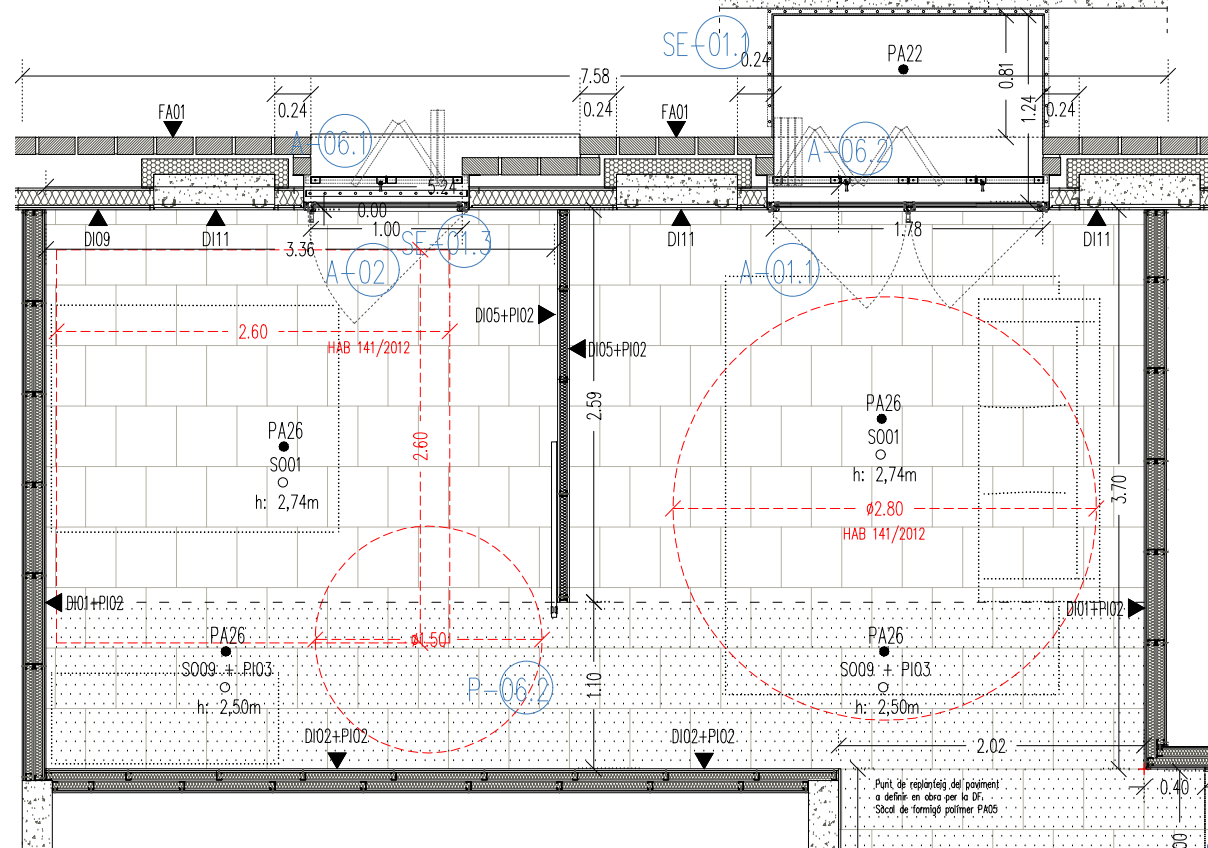 SE-01.1
0.24
PA22
0.81
7.58
0.24
0.24
0.24
1.24
FA01
FA01
A-06.1
A-06.2
5.24
0.00
1.00
1.78
DI09
DI11
DI11
DI11
3.36
SE-01.3
A-02
A-01.1
DI05+PI02
2.60
HAB 141/2012
DI05+PI02
2.59
2.60
PA26
S001
h: 2,74m
PA26
S001
h: 2,74m
3.70
ø2.80
HAB 141/2012
DI01+PI02
DI01+PI02
PA26
S009 + PI03
h: 2,50m
ø1.50
P-06.2
1.10
PA26
S009 + PI03
h: 2,50m
DI02+PI02
DI02+PI02
2.02
Punt de replanteig del paviment
a definir en obra per la DF.
Sòcol de formigó polímer PA05
0.40